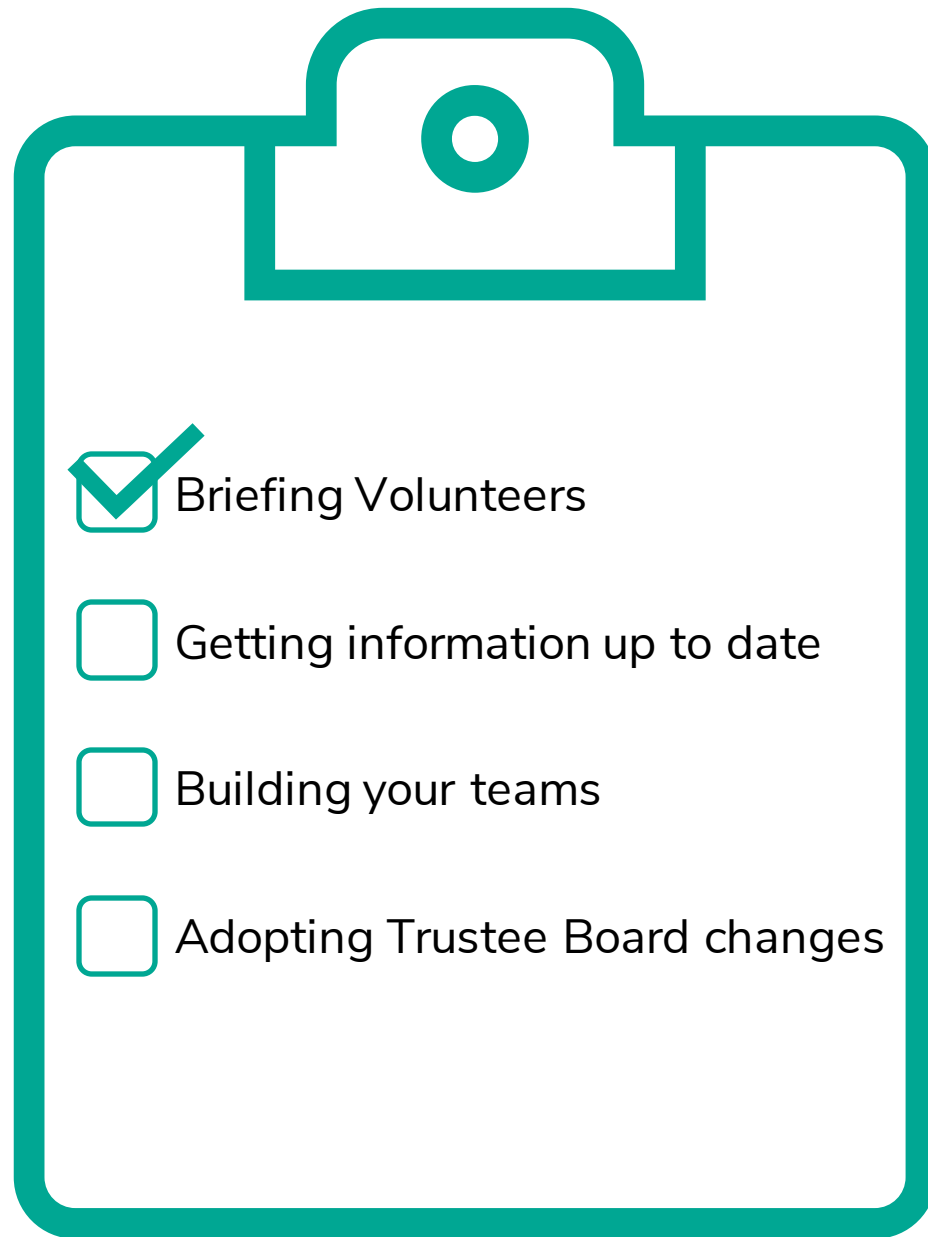 Briefing Volunteers
Getting information up to date
Building your teams
Adopting Trustee Board changes